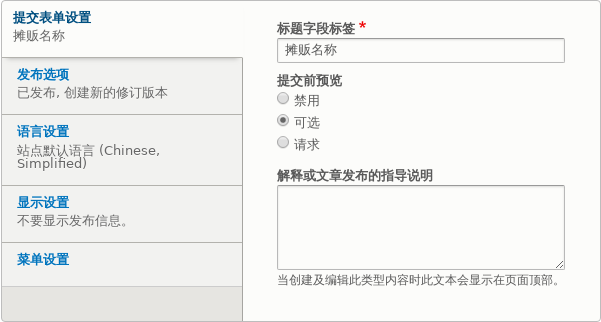 提交表单设置
摊贩名称
发布选项
已发布, 创建新的修订版本
语言设置
站点默认语言 (Chinese,
Simplified)
显示设置
不要显示发布信息。
菜单设置
标题字段标签 *
摊贩名称
提交前预览
禁用
可选
请求
解释或文章发布的指导说明
当创建及编辑此类型内容时此文本会显示在页面顶部。